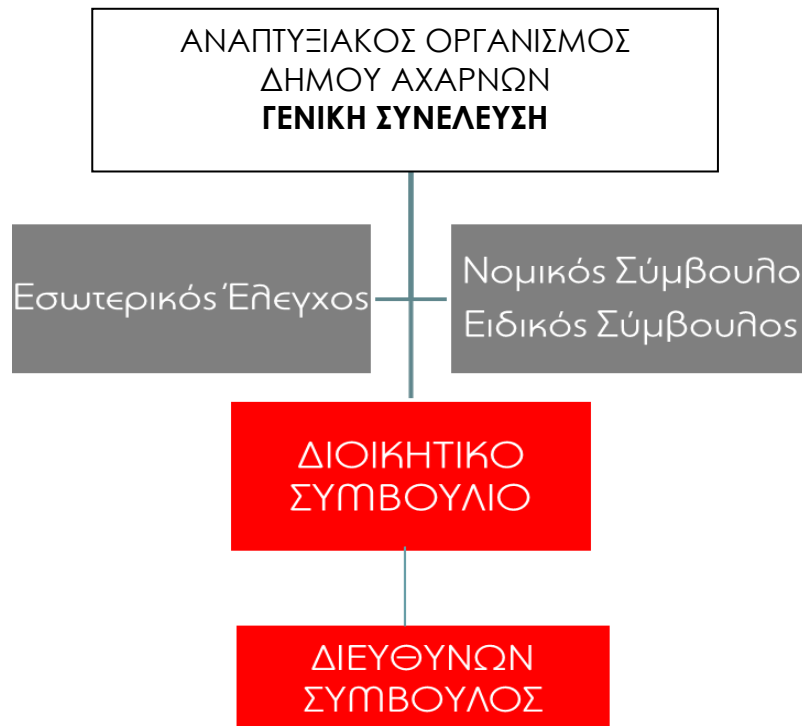 ΑΝΑΠΤΥΞΙΑΚΟΣ ΟΡΓΑΝΙΣΜΟΣ
ΔΗΜΟΥ ΑΧΑΡΝΩΝ
ΓΕΝΙΚΗ ΣΥΝΕΛΕΥΣΗ
Εσωτερικός Έλεγχος
Νομικός Σύμβουλο
Ειδικός Σύμβουλος
ΔΙΟΙΚΗΤΙΚΟ
ΣΥΜΒΟΥΛΙΟ
ΔΙΕΥΘΥΝΩΝ
ΣΥΜΒΟΥΛΟΣ